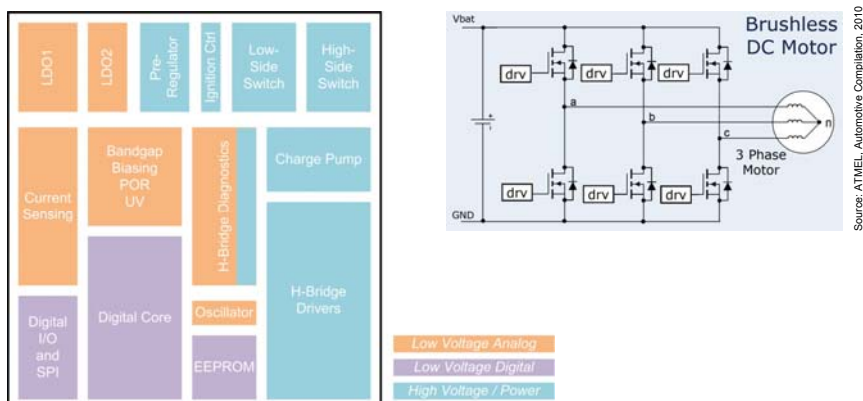 LDO1
LDO2
Pre-
Regulator
Ignition Ctrl
Low-
Side
Switch
High-
Side
Switch
Current
Sensing
Bandgap
Biasing
POR
UV
H-Bridge Diagnostics
Charge Pump
Digital
I/O
and
SPI
Digital Core
Oscillator
EEPROM
H-Bridge
Drivers
Low Voltage Analog
Low Voltage Digital
High Voltage / Power
Brushless
DC Motor
Vbat
drv
drv
drv
+
-
a
b
c
n
3 Phase
Motor
drv
drv
drv
GND
Source: ATMEL, Automotive Compilation, 2010